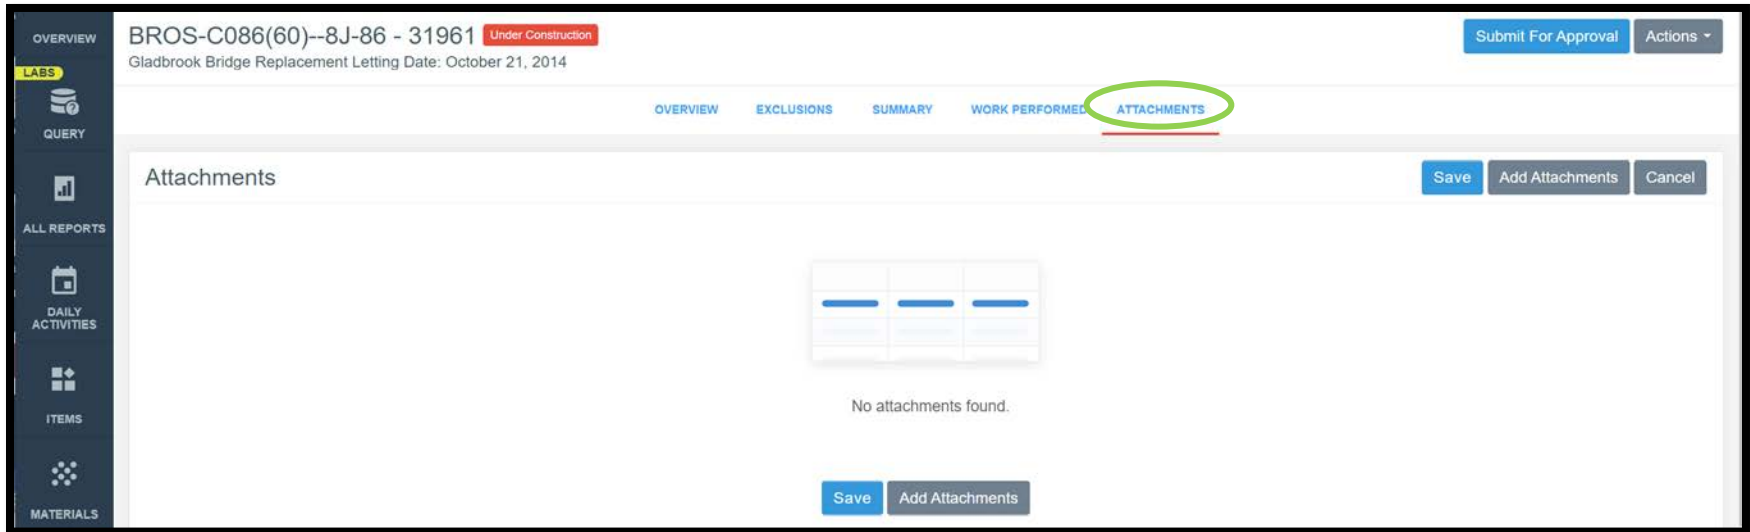 OVERVIEW
LABS
QUERY
ALL REPORTS
DAILY
ACTIVITIES
ITEMS
MATERIALS
BROS-C086(60)--8J-86 - 31961 Under Construction
Gladbrook Bridge Replacement Letting Date: October 21, 2014
Submit For Approval Actions
OVERVIEW EXCLUSIONS SUMMARY WORK PERFORMED ATTACHMENTS
Attachments
Save Add Attachments Cancel
No attachments found.
Save Add Attachments